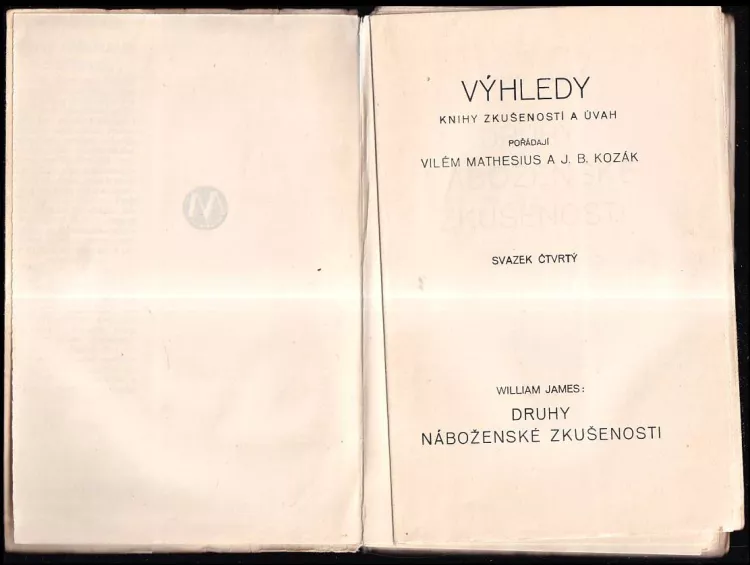 VÝHLEDY
KNIHY ZKUŠENOSTÍ A ÚVAH
POŘÁDAJÍ
VILÉM MATHESIUS A J. B. KOZÁK
SVAZEK ČTVRTÝ
WILLIAM JAMES:
DRUHY
NÁBOŽENSKÉ ZKUŠENOSTI